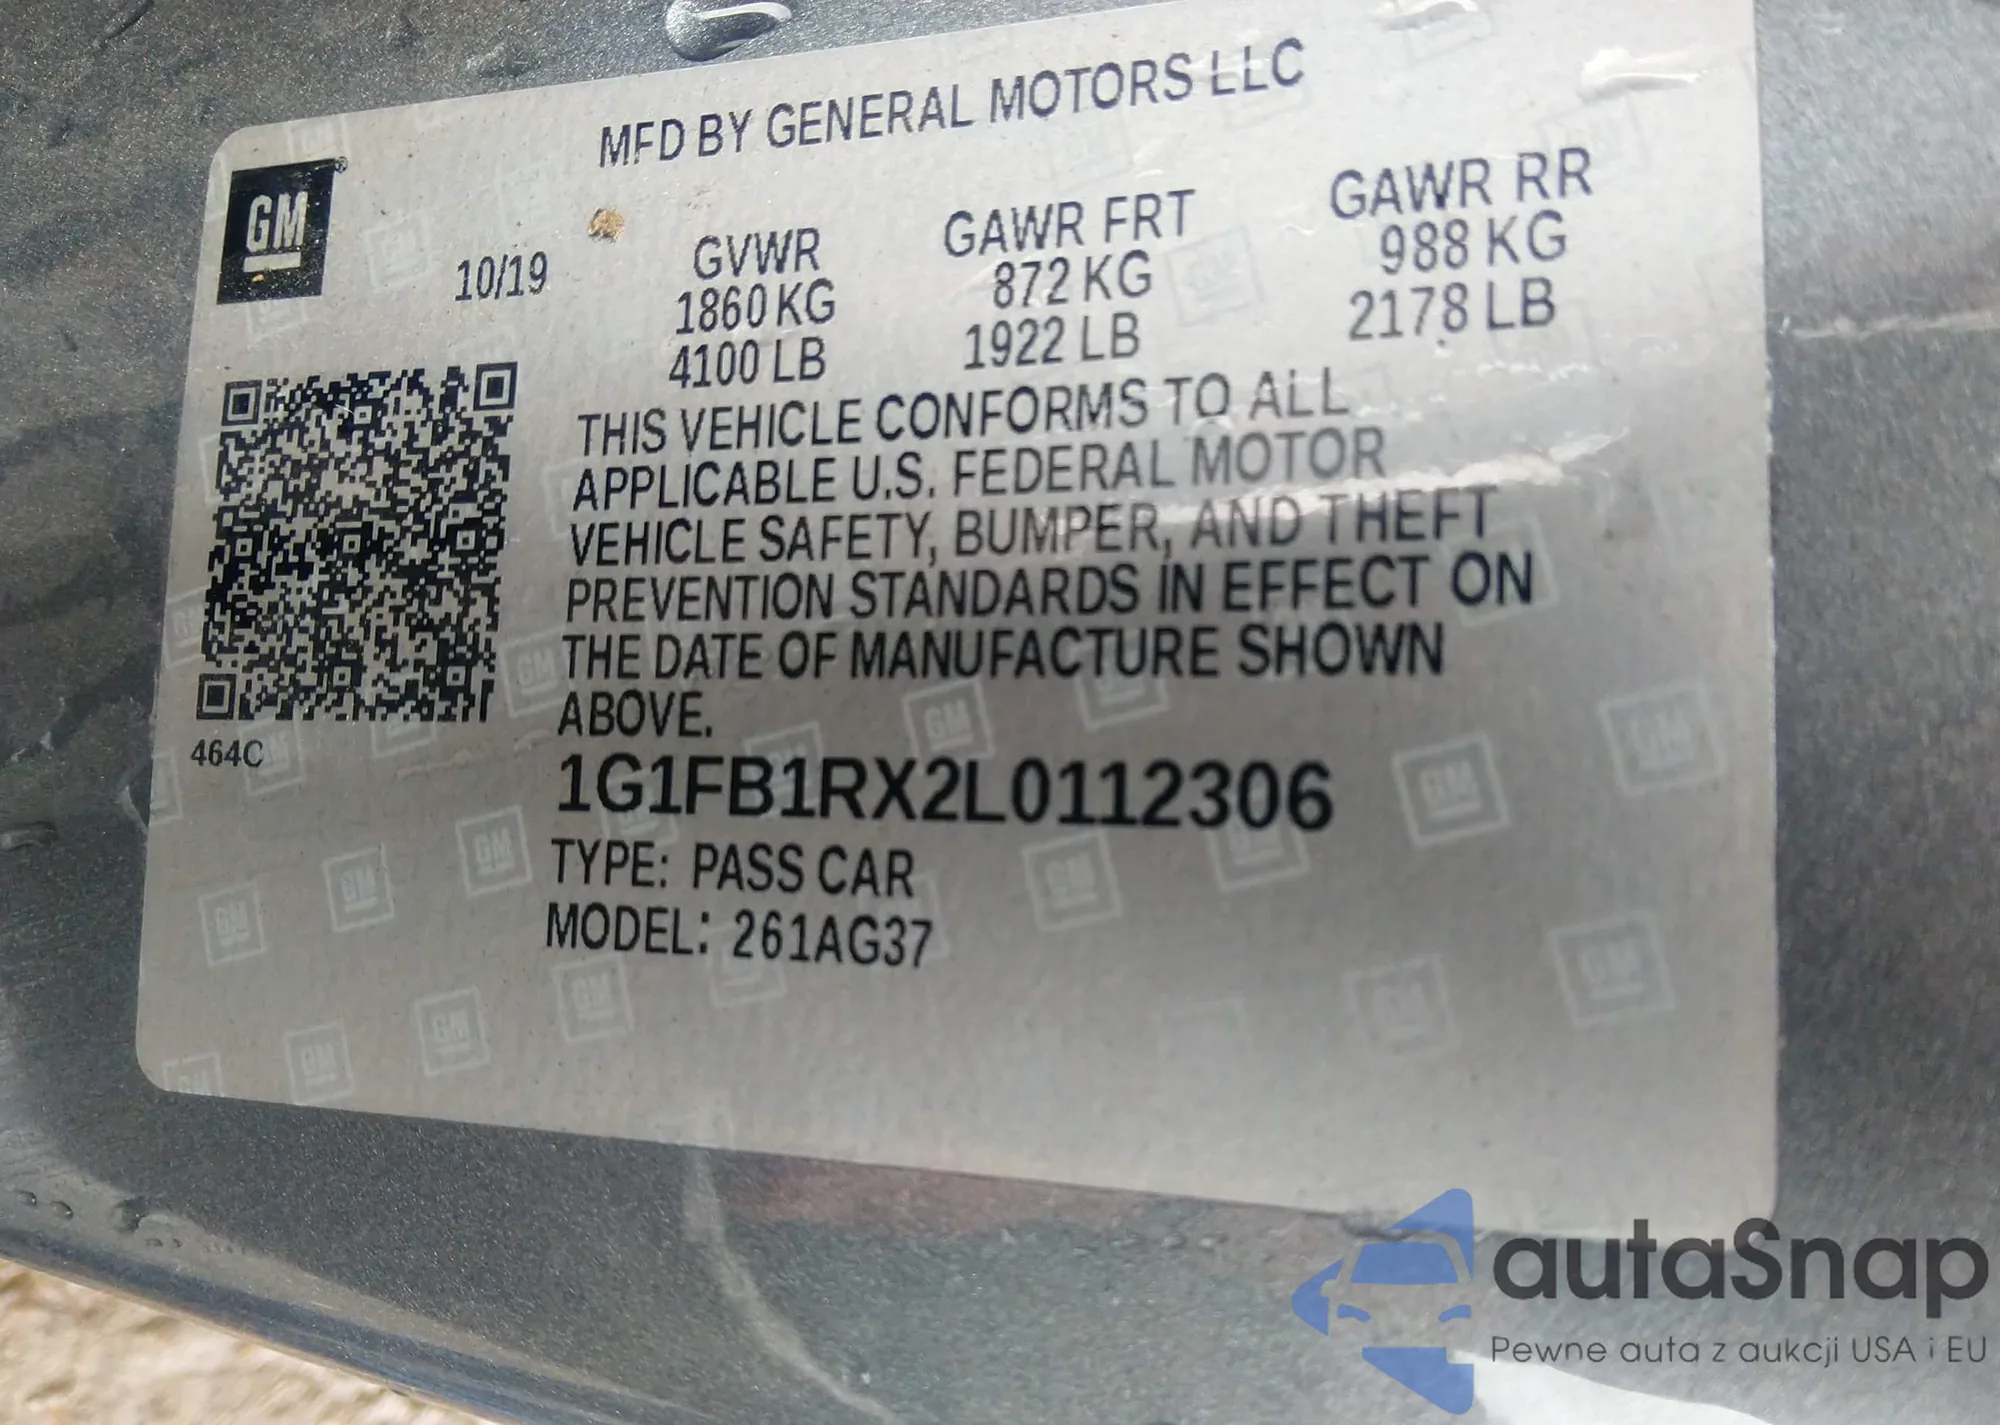 MFD BY GENERAL MOTORS LLC
GM
10/19
GVWR
1860 KG
4100 LB
GAWR FRT
872 KG
1922 LB
GAWR RR
988 KG
2178 LB
THIS VEHICLE CONFORMS TO ALL
APPLICABLE U.S. FEDERAL MOTOR
VEHICLE SAFETY, BUMPER, AND THEFT
PREVENTION STANDARDS IN EFFECT ON
THE DATE OF MANUFACTURE SHOWN
ABOVE.
464C
1G1FB1RX2L0112306
TYPE: PASS CAR
MODEL: 261AG37
autaSnap
Pewne auta z aukcji USA i EU